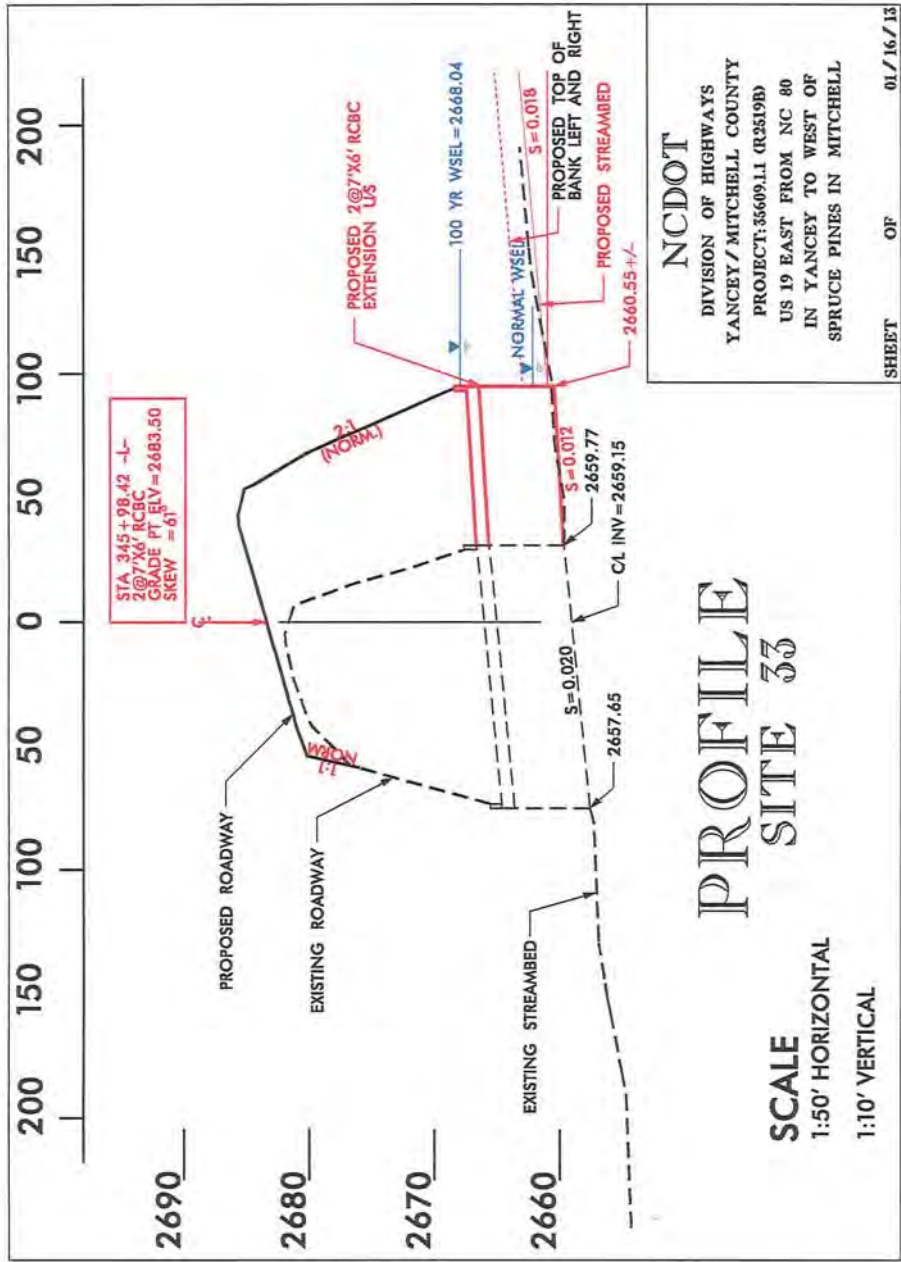 200
150
100
50
0
50
100
150
200
2690
2680
2670
2660
STA 345+98.42 -L-
2@7'X6' RCBC
GRADE PT ELV=2683.50
SKEW =61°
PROPOSED ROADWAY
EXISTING ROADWAY
1:1
NORM
2:1
(NORM.)
PROPOSED 2@7'X6' RCBC
EXTENSION U/S
100 YR WSEL=2668.04
NORMAL WSEL
S=0.018
PROPOSED TOP OF
BANK LEFT AND RIGHT
PROPOSED STREAMBED
2660.55+/-
S=0.012
2659.77
C/L INV=2659.15
S=0.020
2657.65
EXISTING STREAMBED
PROFILE
SITE 33
SCALE
1:50' HORIZONTAL
1:10' VERTICAL
NCDOT
DIVISION OF HIGHWAYS
YANCEY/MITCHELL COUNTY
PROJECT:35609.1.1 (R2519B)
US 19 EAST FROM NC 80
IN YANCEY TO WEST OF
SPRUCE PINES IN MITCHELL
SHEET OF 01/16/13